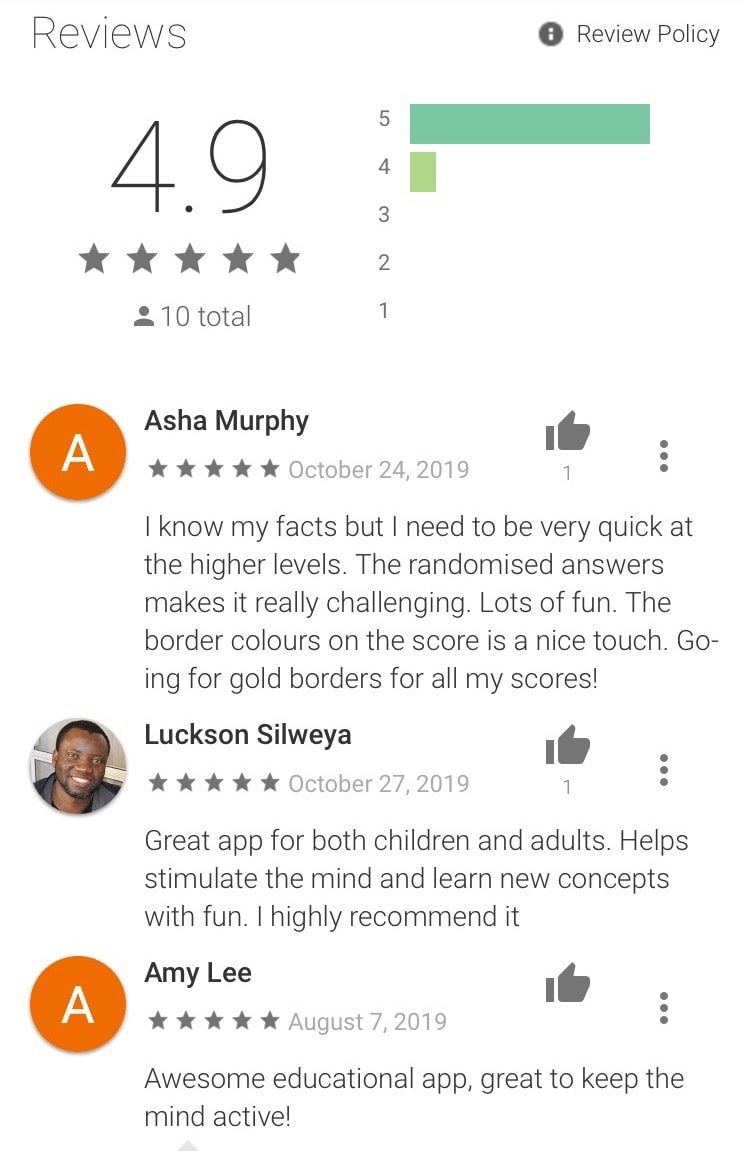 Reviews
Review Policy
4.9
10 total
5
4
3
2
1
A
Asha Murphy
October 24, 2019
1
I know my facts but I need to be very quick at
the higher levels. The randomised answers
makes it really challenging. Lots of fun. The
border colours on the score is a nice touch. Go-
ing for gold borders for all my scores!
Luckson Silweya
October 27, 2019
1
Great app for both children and adults. Helps
stimulate the mind and learn new concepts
with fun. I highly recommend it
A
Amy Lee
August 7, 2019
Awesome educational app, great to keep the
mind active!